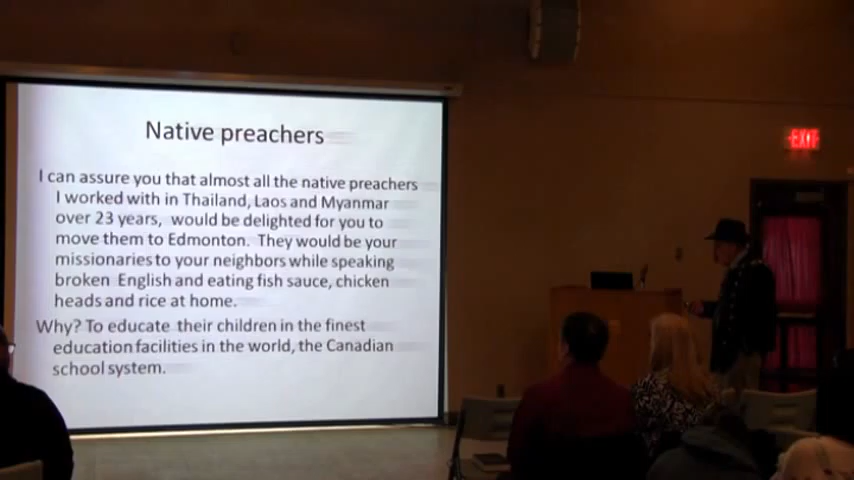 Native preachers
I can assure you that almost all the native preachers
I worked with in Thailand, Laos and Myanmar
over 23 years, would be delighted for you to
move them to Edmonton. They would be your
missionaries to your neighbors while speaking
broken English and eating fish sauce, chicken
heads and rice at home.
Why? To educate their children in the finest
education facilities in the world, the Canadian
school system.
EXIT